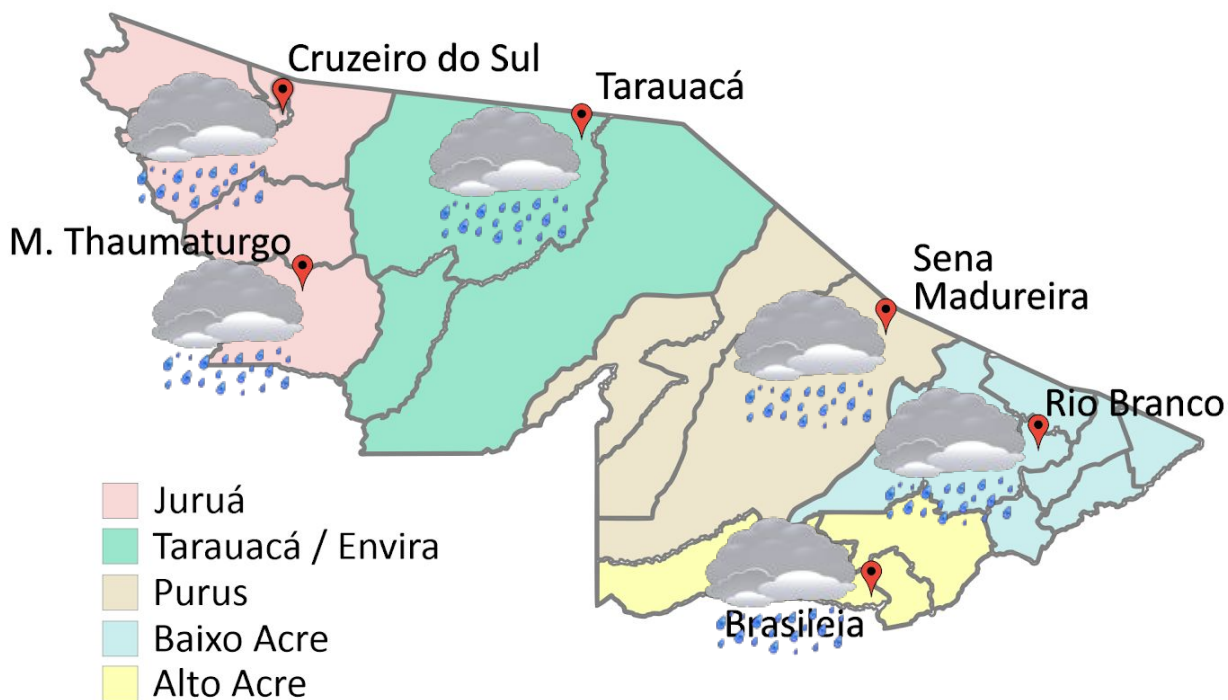 Cruzeiro do Sul
Tarauacá
M. Thaumaturgo
Sena
Madureira
Rio Branco
Brasileia
Juruá
Tarauacá / Envira
Purus
Baixo Acre
Alto Acre